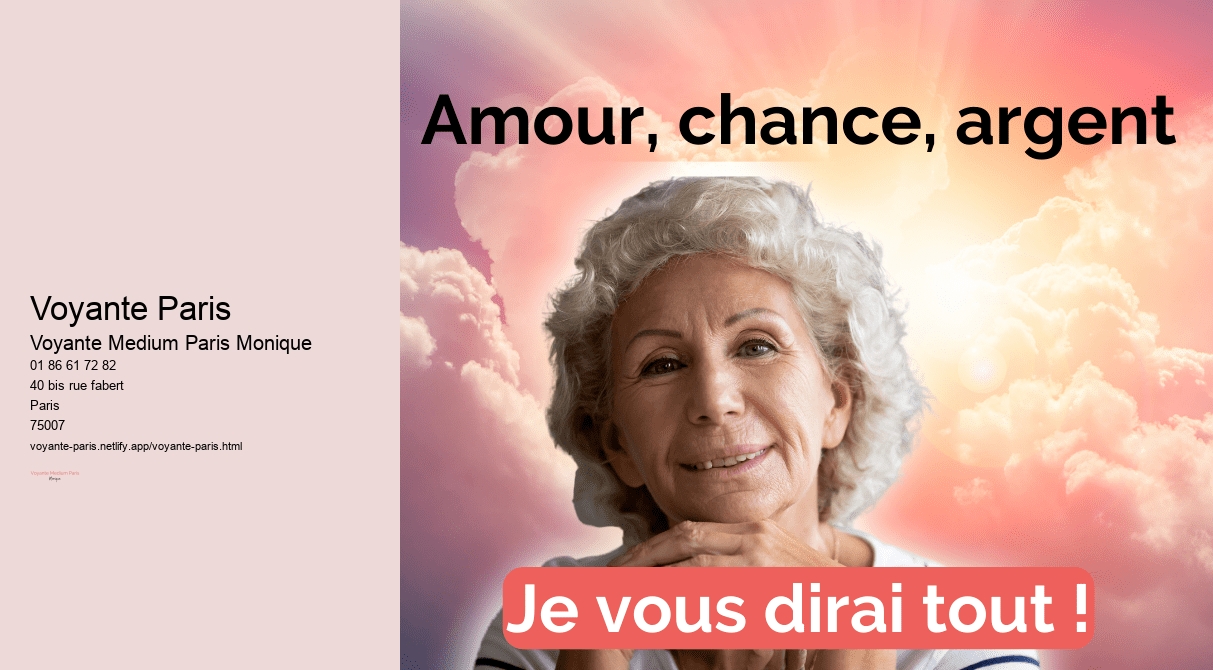 Amour, chance, argent
Voyante Paris
Voyante Medium Paris Monique
01 86 61 72 82
40 bis rue fabert
Paris
75007
voyante-paris.netlify.app/voyante-paris.html
Voyante Medium Paris
Je vous dirai tout !